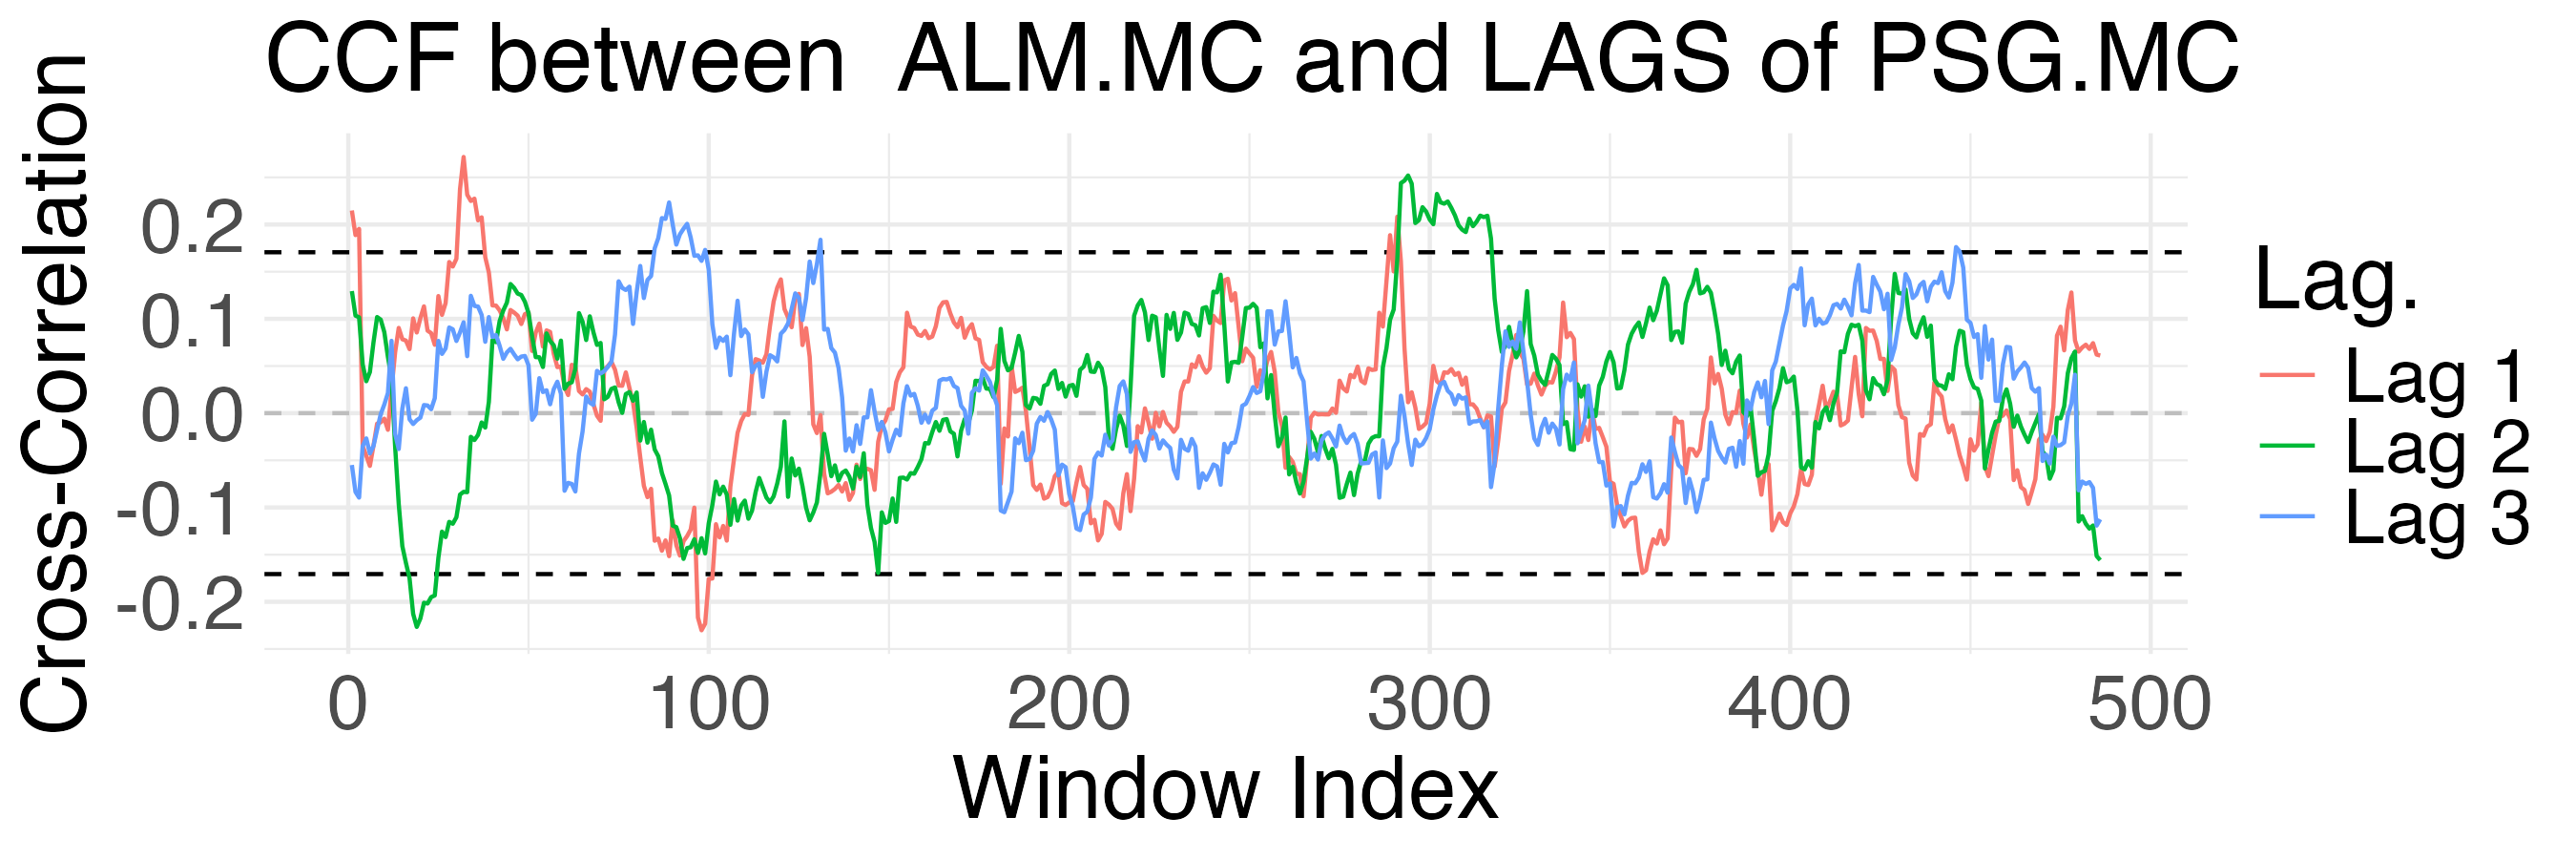 CCF between  ALM.MC and LAGS of PSG.MC
Cross-Correlation
0.2
0.1
0.0
-0.1
-0.2
0 100 200 300 400 500
Window Index
Lag.
Lag 1
Lag 2
Lag 3